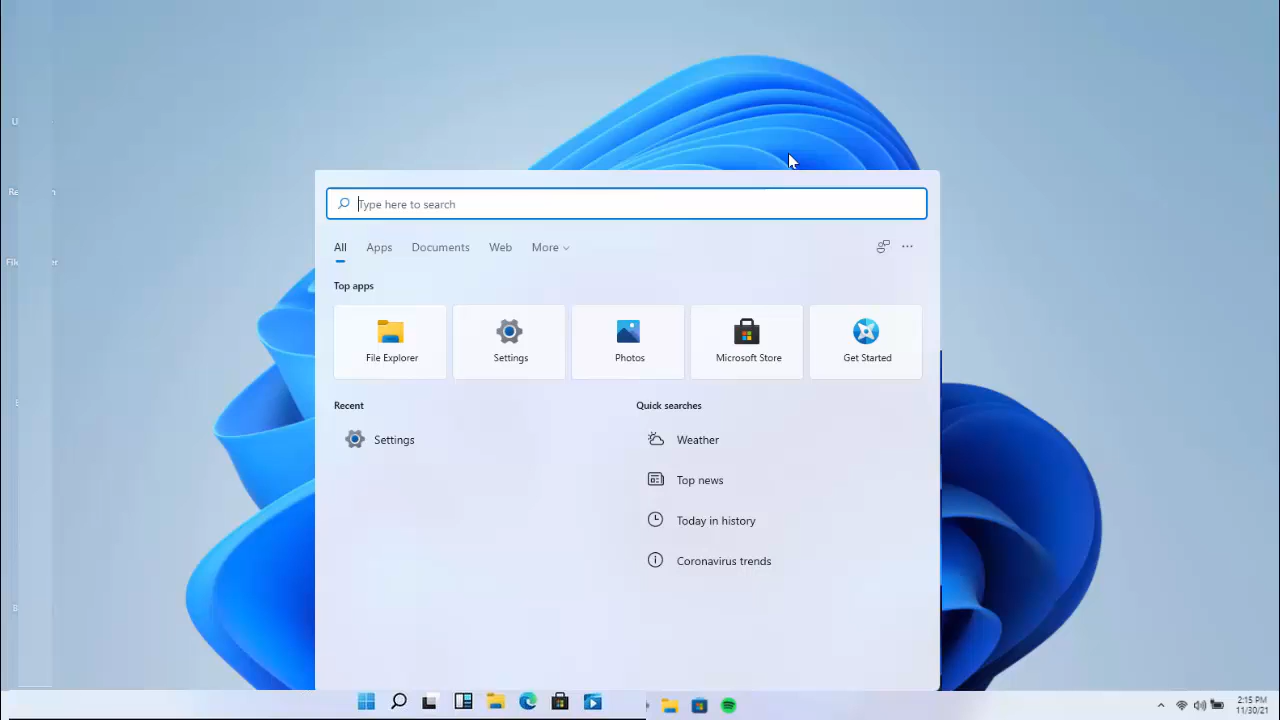 Type here to search
All Apps Documents Web More
Top apps
File Explorer Settings Photos Microsoft Store Get Started
Recent Quick searches
Settings Weather
Top news
Today in history
Coronavirus trends
2:15 PM
11/30/21